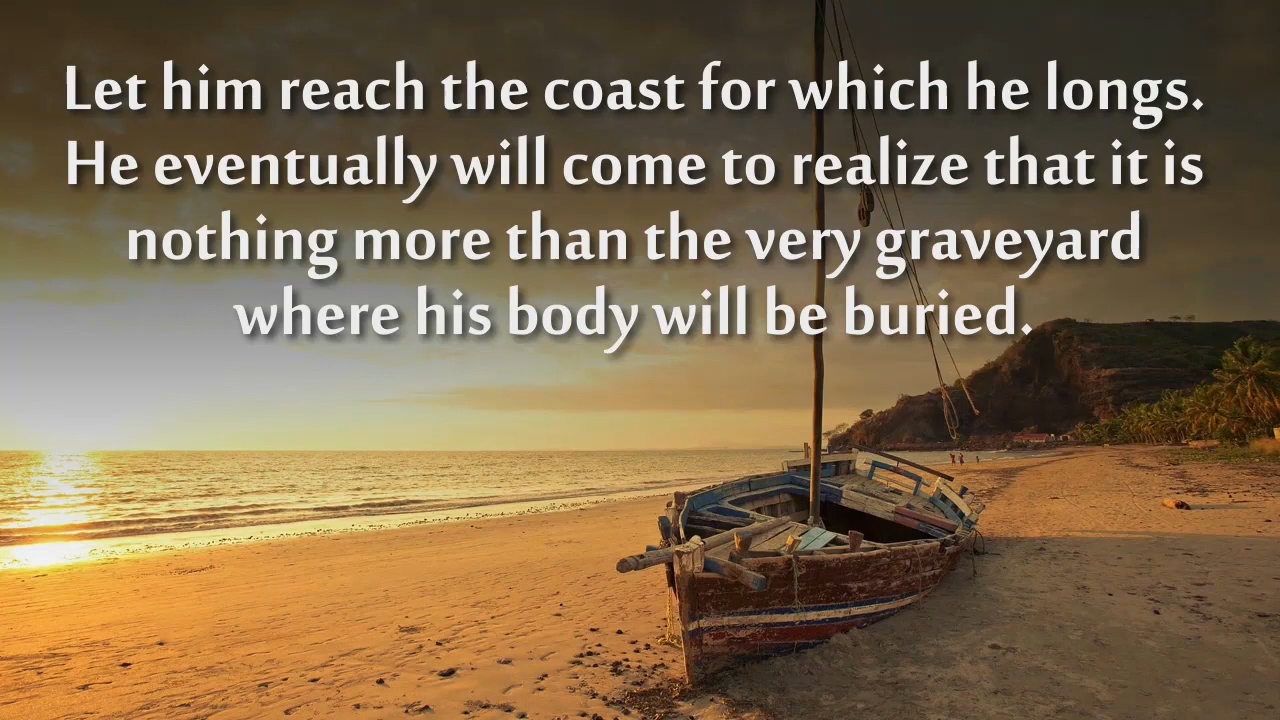 Let him reach the coast for which he longs.
He eventually will come to realize that it is
nothing more than the very graveyard
where his body will be buried.